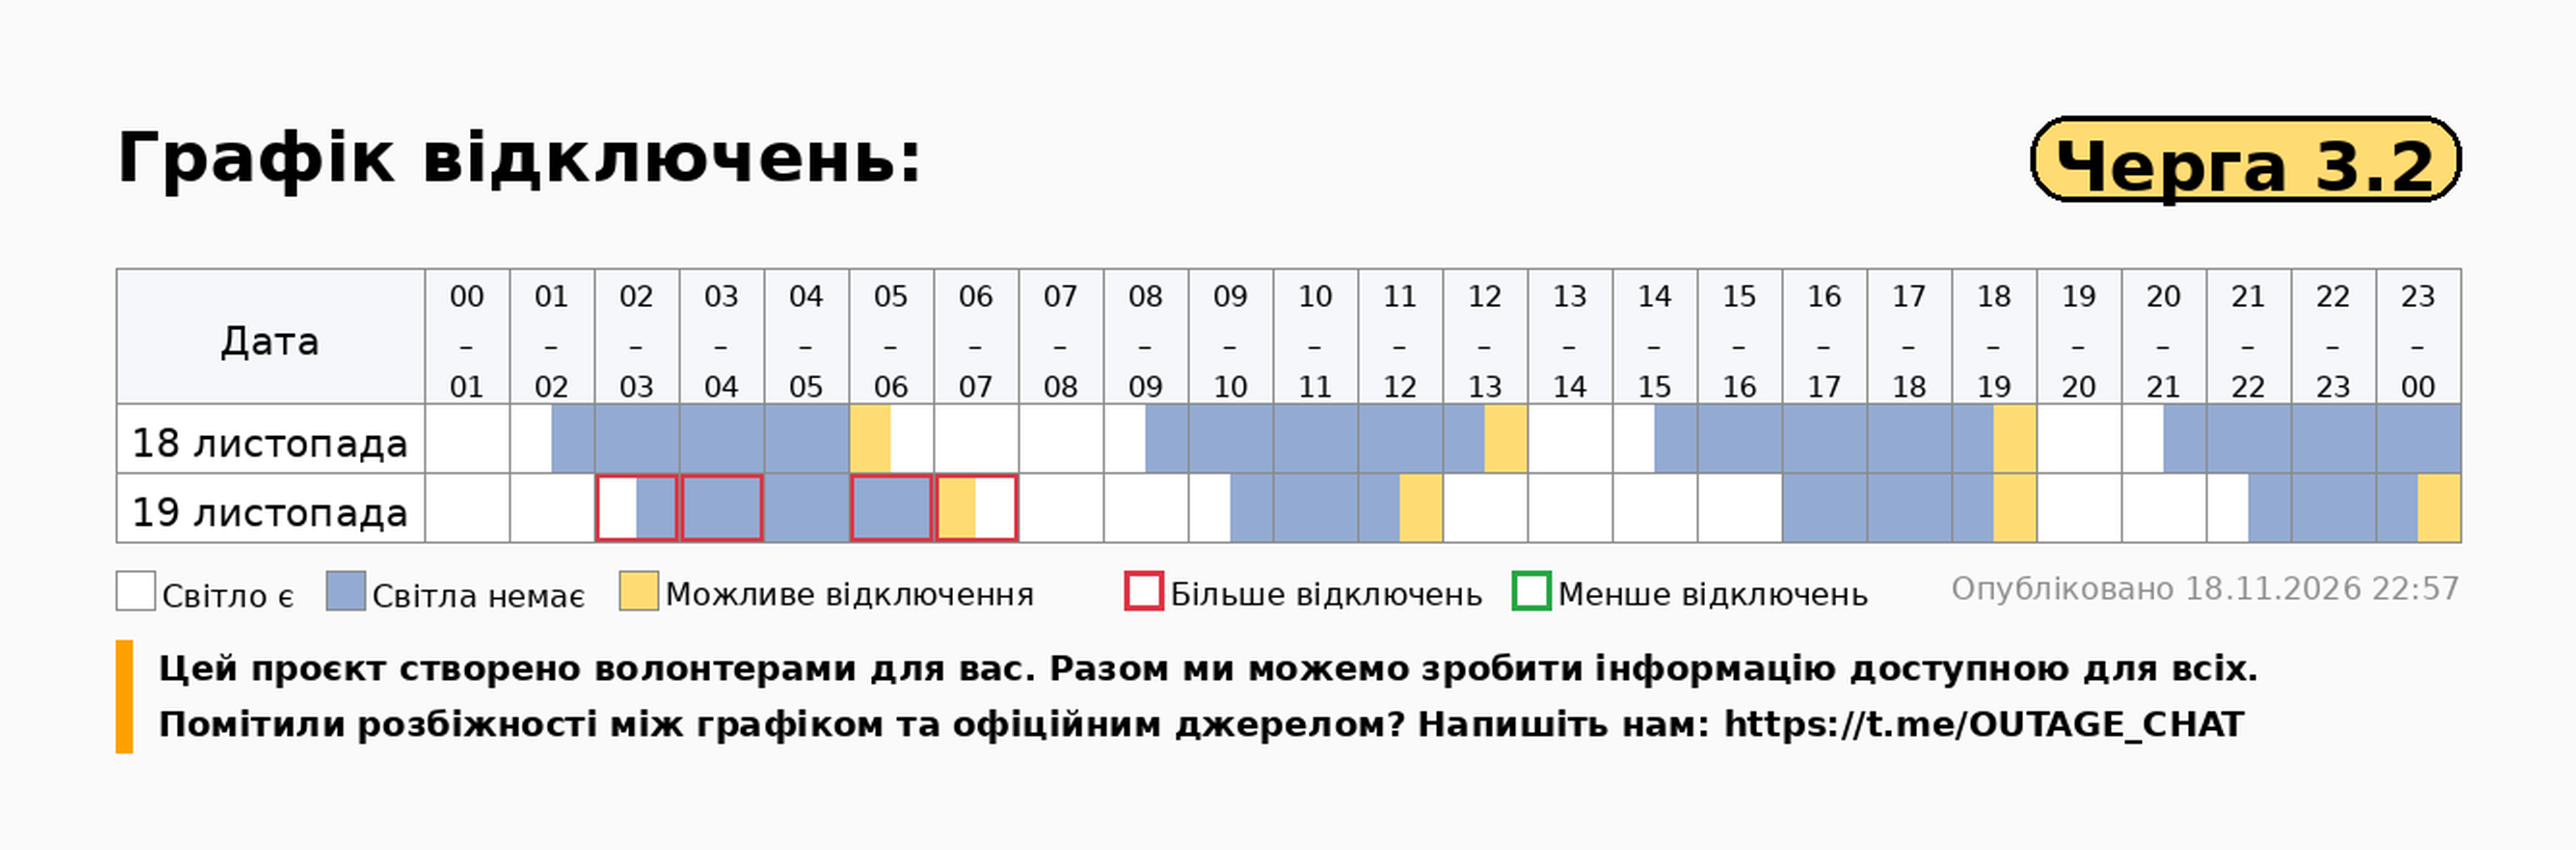 Графік відключень:
Черга 3.2
Дата
00 – 01
01 – 02
02 – 03
03 – 04
04 – 05
05 – 06
06 – 07
07 – 08
08 – 09
09 – 10
10 – 11
11 – 12
12 – 13
13 – 14
14 – 15
15 – 16
16 – 17
17 – 18
18 – 19
19 – 20
20 – 21
21 – 22
22 – 23
23 – 00
18 листопада
19 листопада
Світло є
Світла немає
Можливе відключення
Більше відключень
Менше відключень
Опубліковано 18.11.2026 22:57
Цей проєкт створено волонтерами для вас. Разом ми можемо зробити інформацію доступною для всіх.
Помітили розбіжності між графіком та офіційним джерелом? Напишіть нам: https://t.me/OUTAGE_CHAT